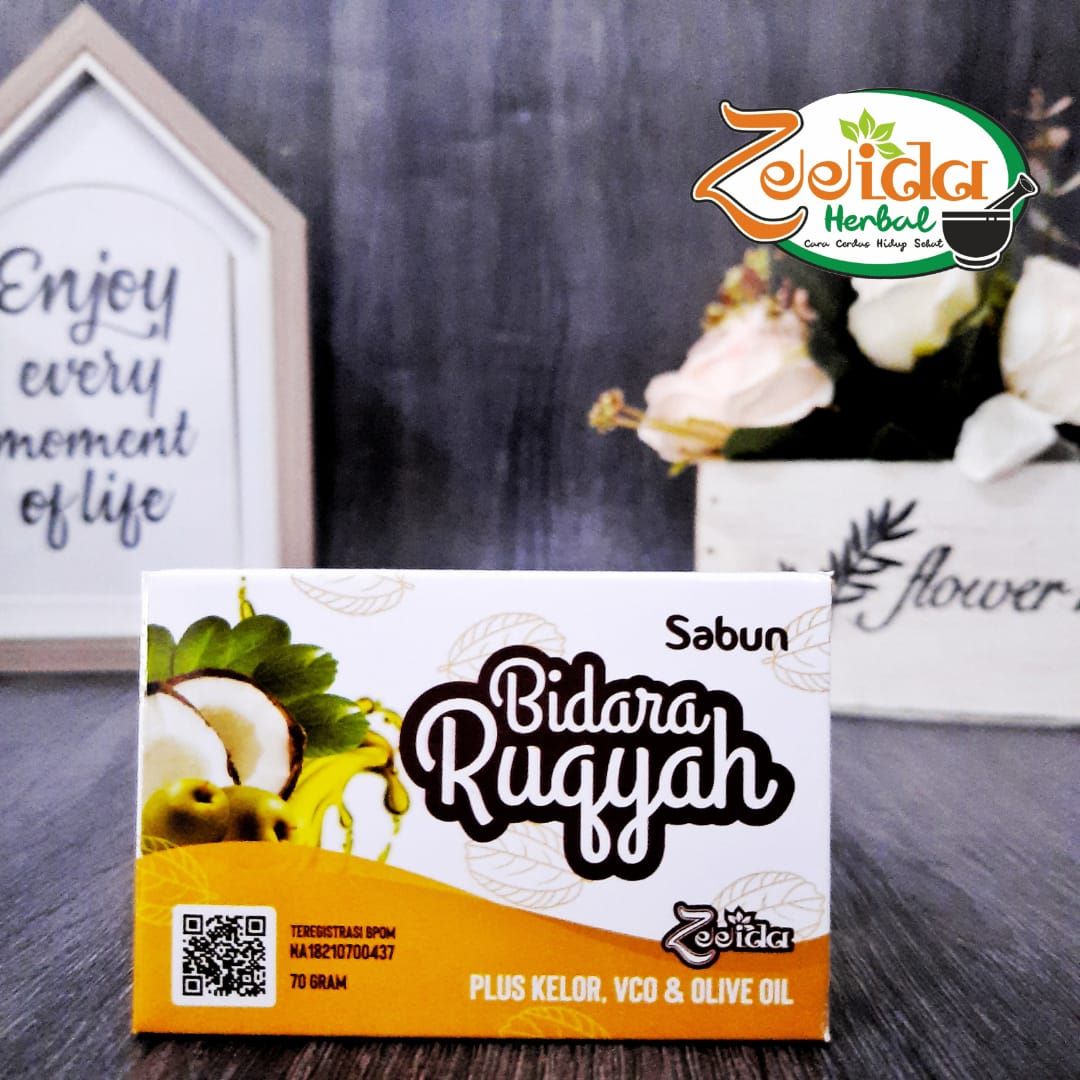 Zeeida
Herbal
Cara Cerdas Hidup Sehat
Enjoy
every
moment
of life
flower
Sabun
Bidara
Ruqyah
Zeeida
TEREGISTRASI BPOM
NA18210700437
70 GRAM
PLUS KELOR, VCO & OLIVE OIL